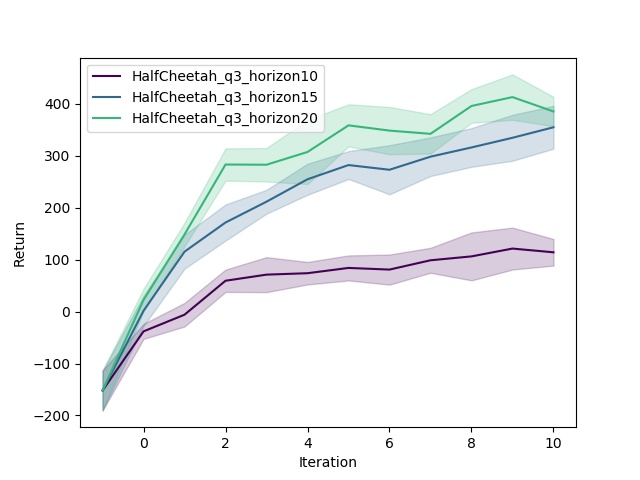 HalfCheetah_q3_horizon10
HalfCheetah_q3_horizon15
HalfCheetah_q3_horizon20
Return
400
300
200
100
0
−100
−200
0 2 4 6 8 10
Iteration